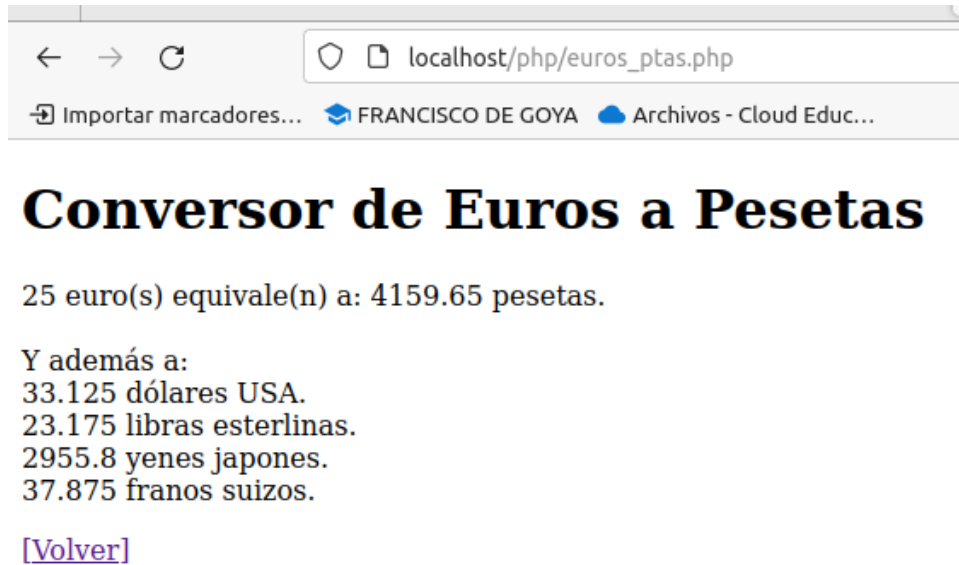 localhost/php/euros_ptas.php
Importar marcadores... FRANCISCO DE GOYA Archivos - Cloud Educ...
Conversor de Euros a Pesetas
25 euro(s) equivale(n) a: 4159.65 pesetas.
Y además a:
33.125 dólares USA.
23.175 libras esterlinas.
2955.8 yenes japones.
37.875 franos suizos.
[Volver]